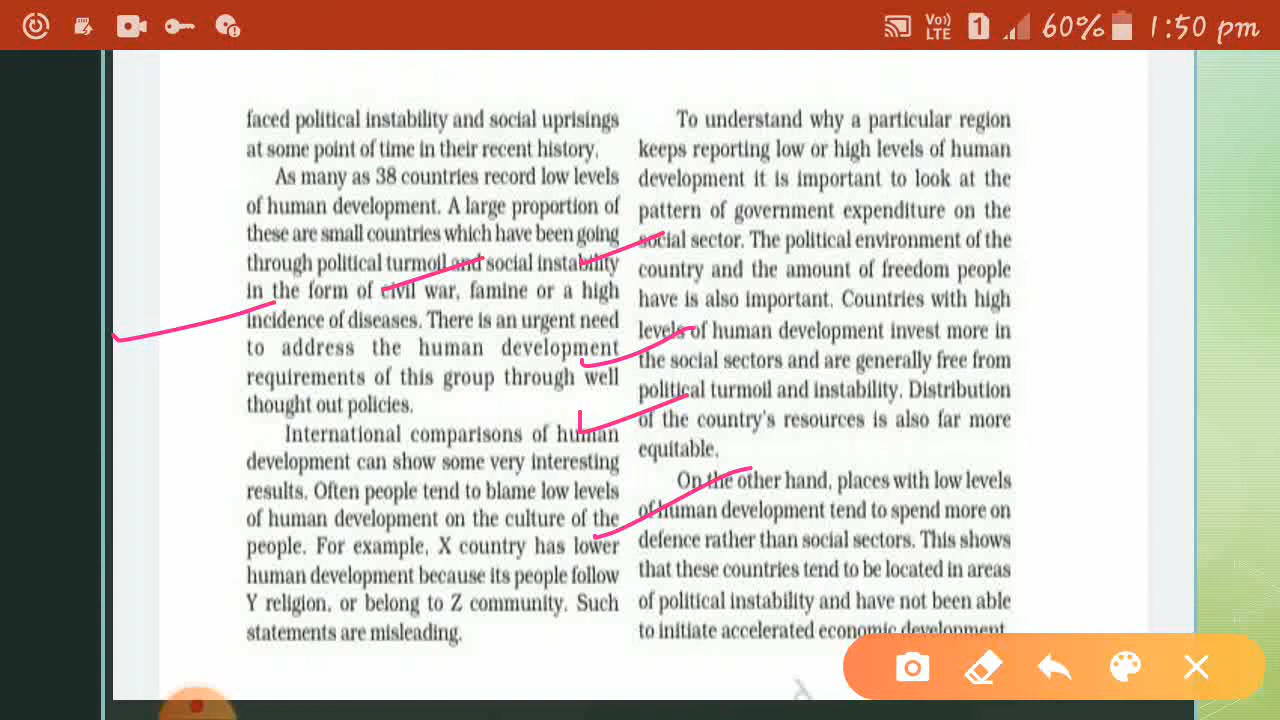 Vo))
LTE
1
60%
1:50 pm
faced political instability and social uprisings
at some point of time in their recent history.
As many as 38 countries record low levels
of human development. A large proportion of
these are small countries which have been going
through political turmoil and social instability
in the form of civil war, famine or a high
incidence of diseases. There is an urgent need
to address the human development
requirements of this group through well
thought out policies.
International comparisons of human
development can show some very interesting
results. Often people tend to blame low levels
of human development on the culture of the
people. For example, X country has lower
human development because its people follow
Y religion, or belong to Z community. Such
statements are misleading.
To understand why a particular region
keeps reporting low or high levels of human
development it is important to look at the
pattern of government expenditure on the
social sector. The political environment of the
country and the amount of freedom people
have is also important. Countries with high
levels of human development invest more in
the social sectors and are generally free from
political turmoil and instability. Distribution
of the country's resources is also far more
equitable.
On the other hand, places with low levels
of human development tend to spend more on
defence rather than social sectors. This shows
that these countries tend to be located in areas
of political instability and have not been able
to initiate accelerated economic development.